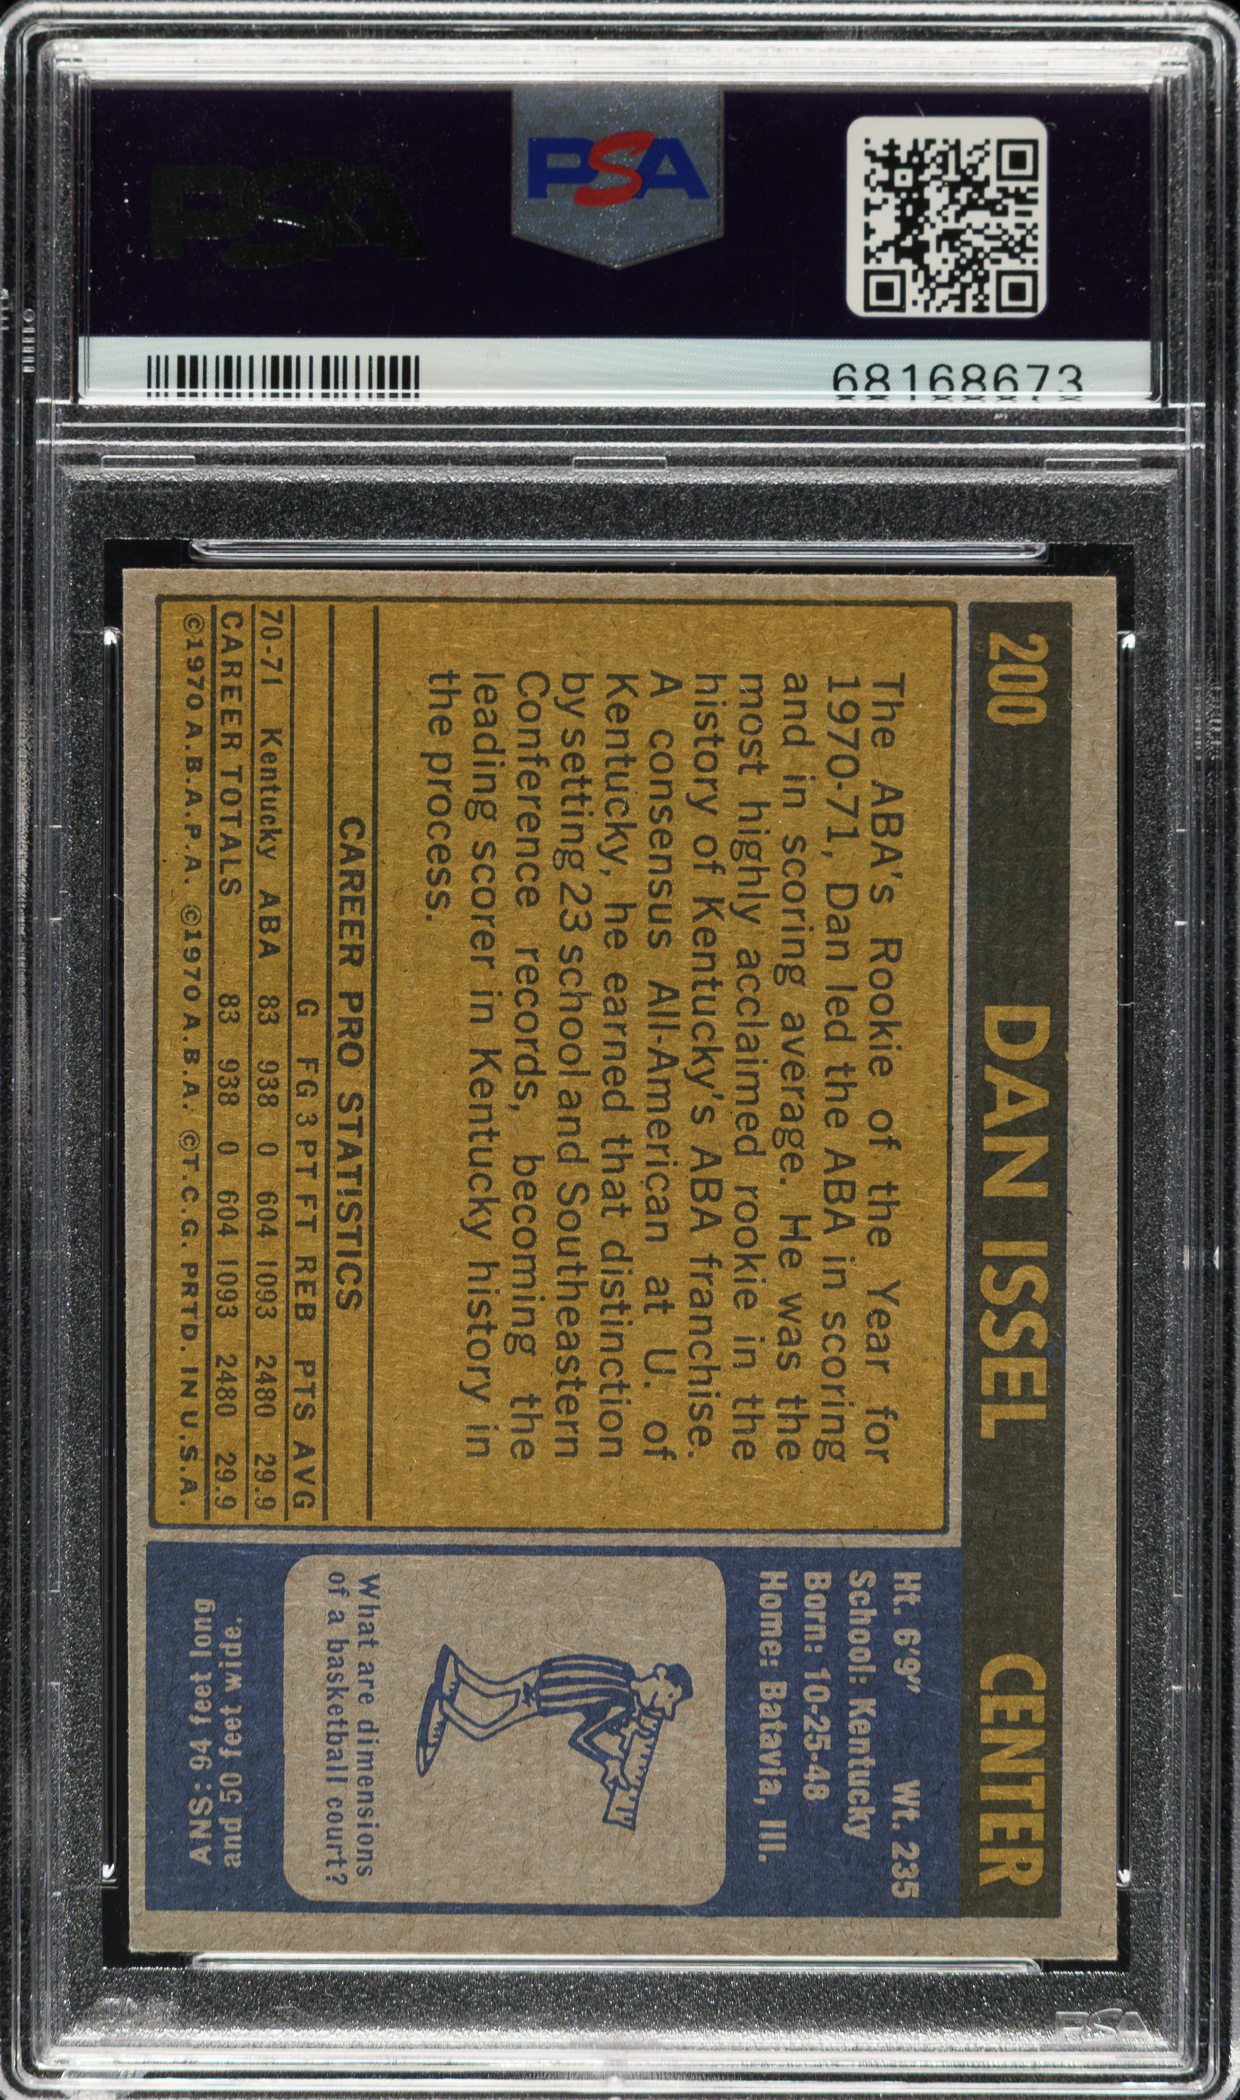 PSA
PSA
68168673
200 DAN ISSEL CENTER
The ABA's Rookie of the Year for
1970-71, Dan led the ABA in scoring
and in scoring average. He was the
most highly acclaimed rookie in the
history of Kentucky's ABA franchise.
A consensus All-American at U. of
Kentucky, he earned that distinction
by setting 23 school and Southeastern
Conference records, becoming the
leading scorer in Kentucky history in
the process.
CAREER PRO STATISTICS
G FG 3PT FT REB PTS AVG
70-71 Kentucky ABA 83 938 0 604 1093 2480 29.9
CAREER TOTALS 83 938 0 604 1093 2480 29.9
©1970 A.B.A.P.A. ©1970 A.B.A. ©T.C.G. PRTD. IN U.S.A.
Ht. 6'9" Wt. 235
School: Kentucky
Born: 10-25-48
Home: Batavia, Ill.
What are dimensions
of a basketball court?
ANS: 94 feet long
and 50 feet wide.
PSA